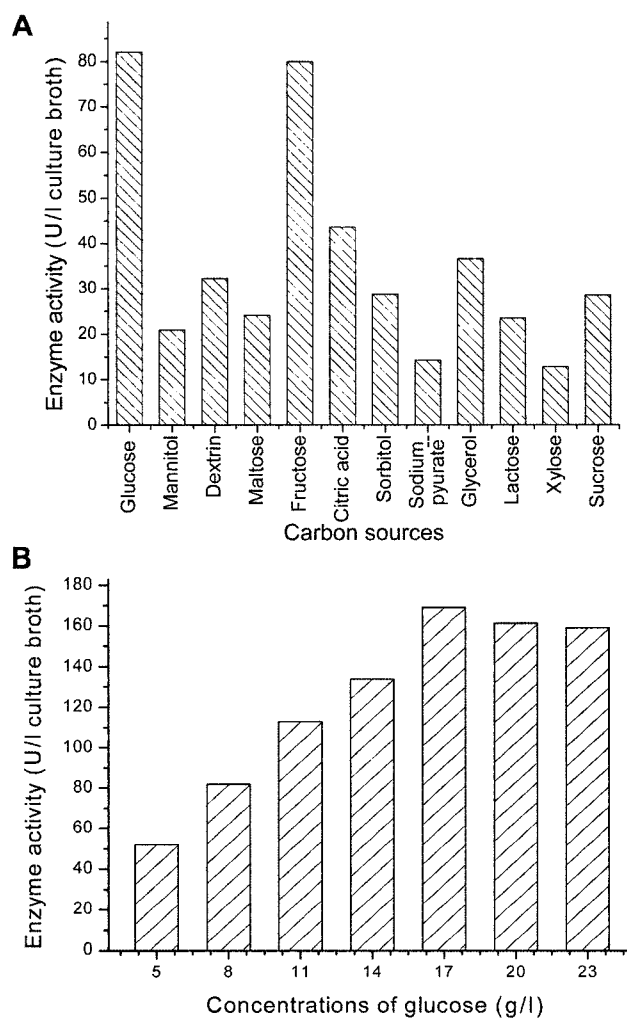 A
Enzyme activity (U/l culture broth)
80
70
60
50
40
30
20
10
0
Glucose
Mannitol
Dextrin
Maltose
Fructose
Citric acid
Sorbitol
Sodium-
pyurate
Glycerol
Lactose
Xylose
Sucrose
Carbon sources
B
Enzyme activity (U/l culture broth)
180
160
140
120
100
80
60
40
20
0
5 8 11 14 17 20 23
Concentrations of glucose (g/l)